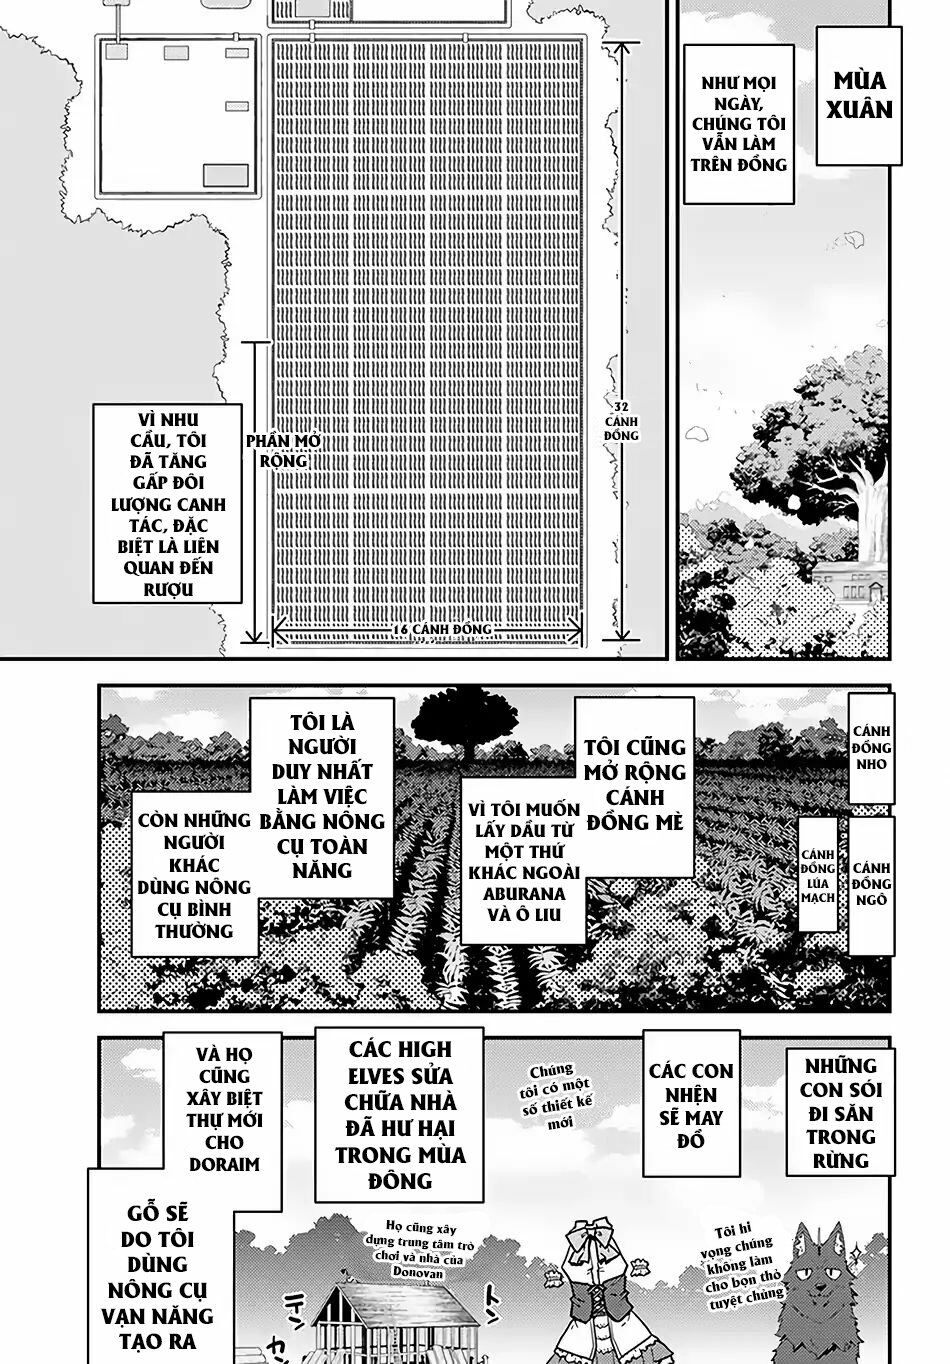 MÙA
XUÂN
NHƯ MỌI
NGÀY,
CHÚNG TÔI
VẪN LÀM
TRÊN ĐỒNG
32
CÁNH
ĐỒNG
PHẦN MỞ
RỘNG
16 CÁNH ĐỒNG
VÌ NHU
CẦU, TÔI
ĐÃ TĂNG
GẤP ĐÔI
LƯỢNG CANH
TÁC, ĐẶC
BIỆT LÀ LIÊN
QUAN ĐẾN
RƯỢU
CÁNH
ĐỒNG
NHO
CÁNH
ĐỒNG
NGÔ
CÁNH
ĐỒNG
LÚA
MẠCH
TÔI CŨNG
MỞ RỘNG
CÁNH
ĐỒNG MÈ
VÌ TÔI MUỐN
LẤY DẦU TỪ
MỘT THỨ
KHÁC NGOÀI
ABURANA
VÀ Ô LIU
TÔI LÀ
NGƯỜI
DUY NHẤT
LÀM VIỆC
BẰNG NÔNG
CỤ TOÀN
NĂNG
CÒN NHỮNG
NGƯỜI
KHÁC
DÙNG NÔNG
CỤ BÌNH
THƯỜNG
NHỮNG
CON SÓI
ĐI SĂN
TRONG
RỪNG
Tôi hi
vọng chúng
không làm
cho bọn thỏ
tuyệt chủng
CÁC CON
NHỆN
SẼ MAY
ĐỒ
Chúng
tôi có một
số thiết kế
mới
CÁC HIGH
ELVES SỬA
CHỮA NHÀ
ĐÃ HƯ HẠI
TRONG MÙA
ĐÔNG
Họ cũng xây
dựng trung tâm trò
chơi và nhà của
Donovan
VÀ HỌ
CŨNG
XÂY BIỆT
THỰ MỚI
CHO
DORAIM
GỖ SẼ
DO TÔI
DÙNG
NÔNG CỤ
VẠN NĂNG
TẠO RA